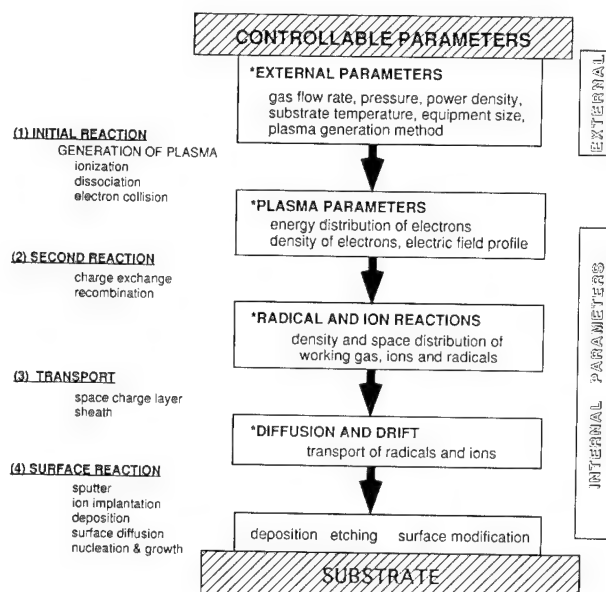 CONTROLLABLE PARAMETERS
*EXTERNAL PARAMETERS
gas flow rate, pressure, power density,
substrate temperature, equipment size,
plasma generation method
EXTERNAL
(1) INITIAL REACTION
GENERATION OF PLASMA
ionization
dissociation
electron collision
*PLASMA PARAMETERS
energy distribution of electrons
density of electrons, electric field profile
(2) SECOND REACTION
charge exchange
recombination
*RADICAL AND ION REACTIONS
density and space distribution of
working gas, ions and radicals
INTERNAL PARAMETERS
(3) TRANSPORT
space charge layer
sheath
*DIFFUSION AND DRIFT
transport of radicals and ions
(4) SURFACE REACTION
sputter
ion implantation
deposition
surface diffusion
nucleation & growth
deposition etching surface modification
SUBSTRATE